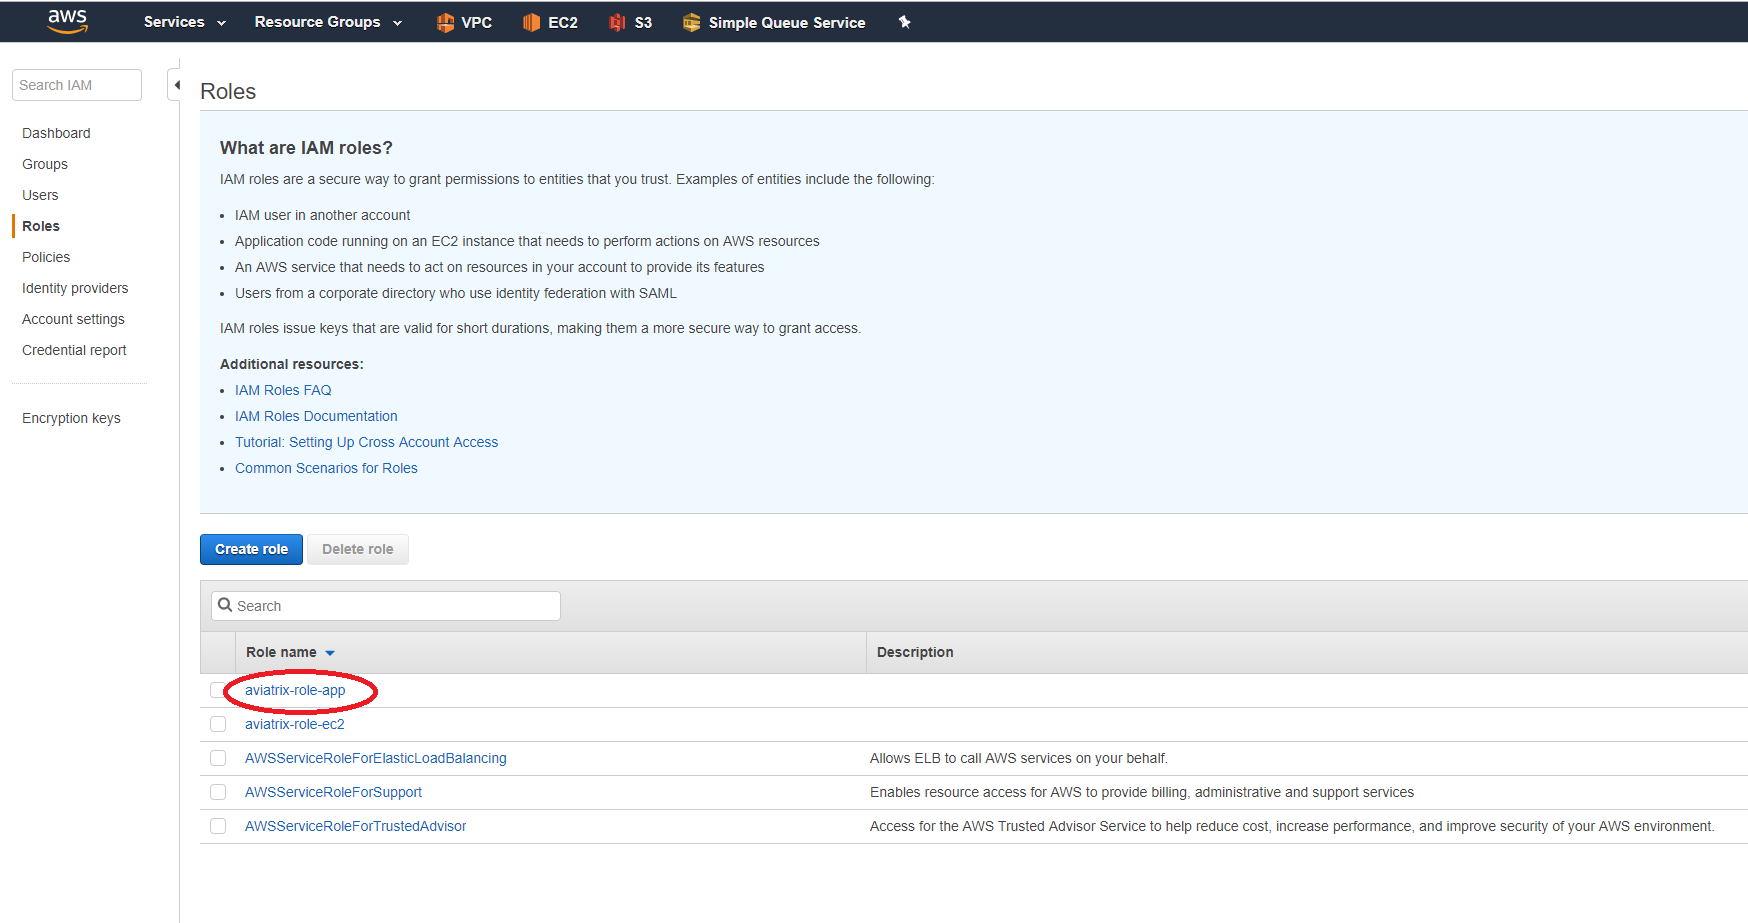 aws Services Resource Groups VPC EC2 S3 Simple Queue Service
Search IAM
Dashboard
Groups
Users
Roles
Policies
Identity providers
Account settings
Credential report
Encryption keys
Roles
What are IAM roles?
IAM roles are a secure way to grant permissions to entities that you trust. Examples of entities include the following:
IAM user in another account
Application code running on an EC2 instance that needs to perform actions on AWS resources
An AWS service that needs to act on resources in your account to provide its features
Users from a corporate directory who use identity federation with SAML
IAM roles issue keys that are valid for short durations, making them a more secure way to grant access.
Additional resources:
IAM Roles FAQ
IAM Roles Documentation
Tutorial: Setting Up Cross Account Access
Common Scenarios for Roles
Create role Delete role
Search
Role name Description
aviatrix-role-app
aviatrix-role-ec2
AWSServiceRoleForElasticLoadBalancing Allows ELB to call AWS services on your behalf.
AWSServiceRoleForSupport Enables resource access for AWS to provide billing, administrative and support services
AWSServiceRoleForTrustedAdvisor Access for the AWS Trusted Advisor Service to help reduce cost, increase performance, and improve security of your AWS environment.